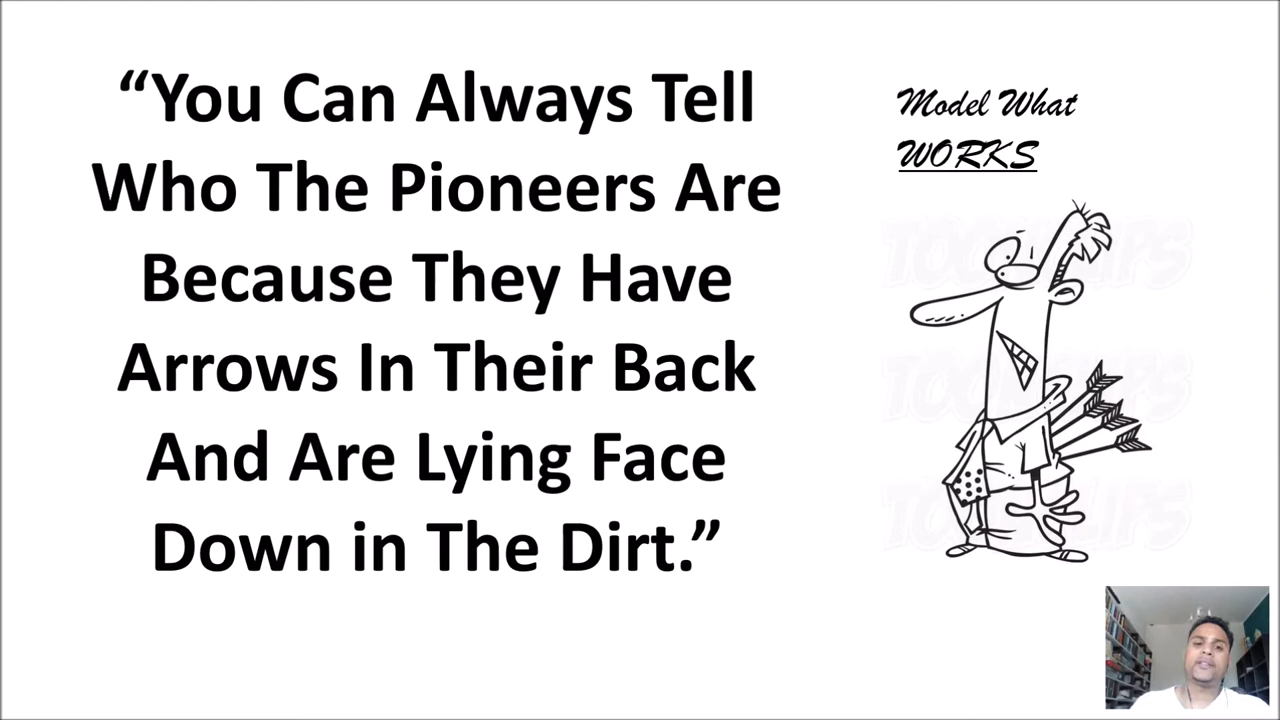 “You Can Always Tell
Who The Pioneers Are
Because They Have
Arrows In Their Back
And Are Lying Face
Down in The Dirt.”
Model What
WORKS